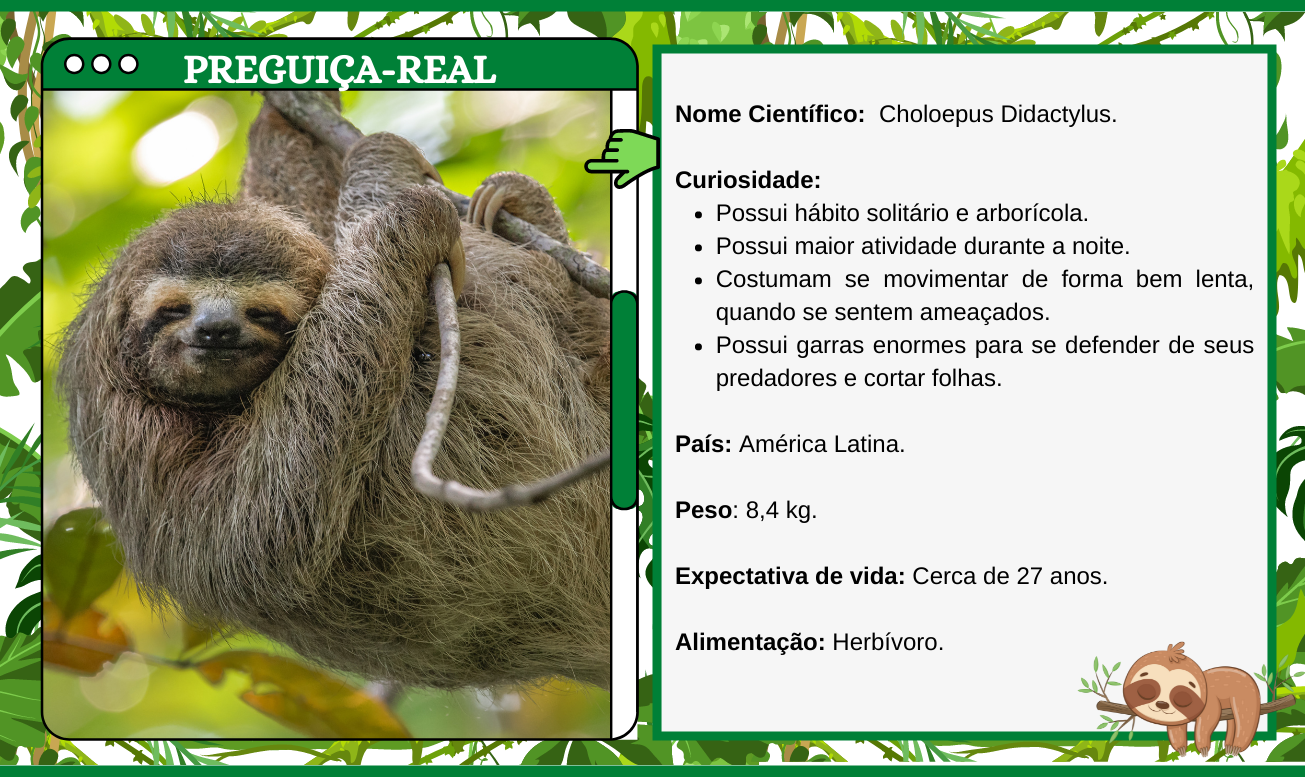 PREGUIÇA-REAL
Nome Científico: Choloepus Didactylus.
Curiosidade:
• Possui hábito solitário e arborícola.
• Possui maior atividade durante a noite.
• Costumam se movimentar de forma bem lenta,
quando se sentem ameaçados.
• Possui garras enormes para se defender de seus
predadores e cortar folhas.
País: América Latina.
Peso: 8,4 kg.
Expectativa de vida: Cerca de 27 anos.
Alimentação: Herbívoro.